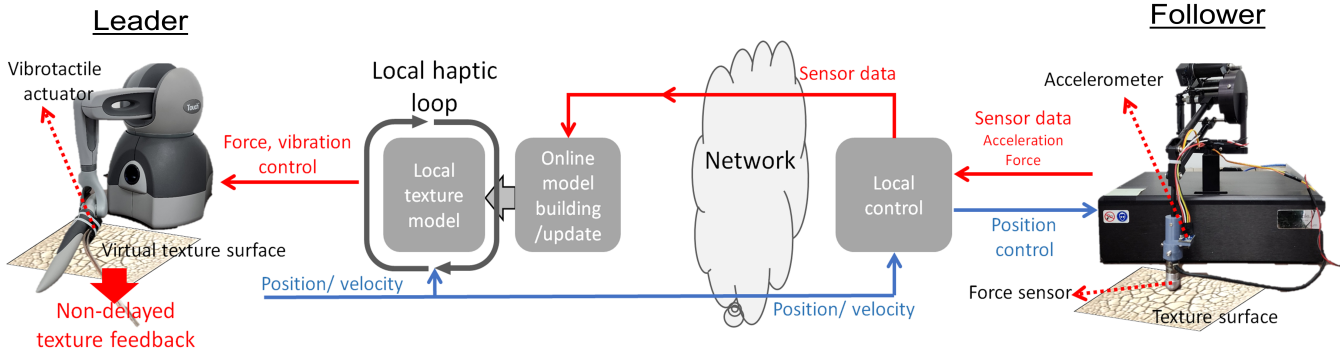 Leader
Vibrotactile
actuator
Touch
Virtual texture surface
Non-delayed
texture feedback
Force, vibration
control
Local haptic
loop
Local
texture
model
Online
model
building
/update
Position/ velocity
Network
Sensor data
Position/ velocity
Local
control
Sensor data
Acceleration
Force
Position
control
Follower
Accelerometer
Force sensor
Texture surface